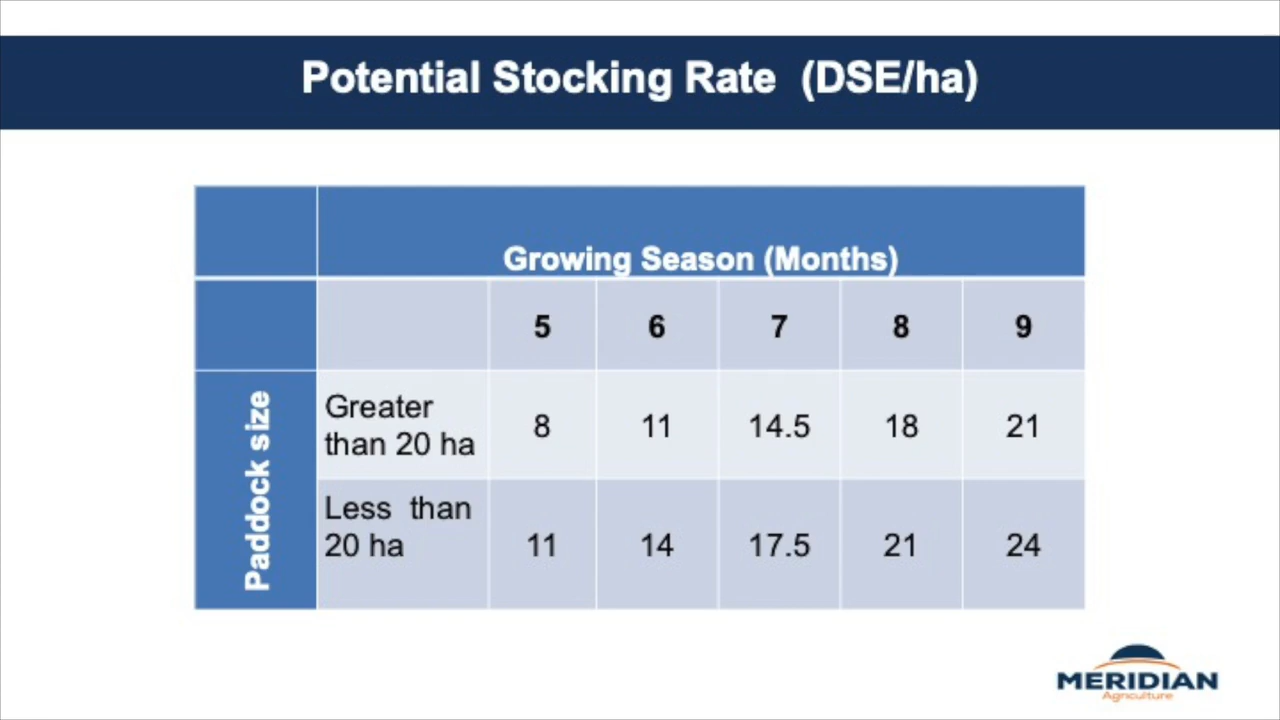 Potential Stocking Rate (DSE/ha)
Growing Season (Months)
5 6 7 8 9
Paddock size
Greater
than 20 ha
8 11 14.5 18 21
Less than
20 ha
11 14 17.5 21 24
MERIDIAN
Agriculture